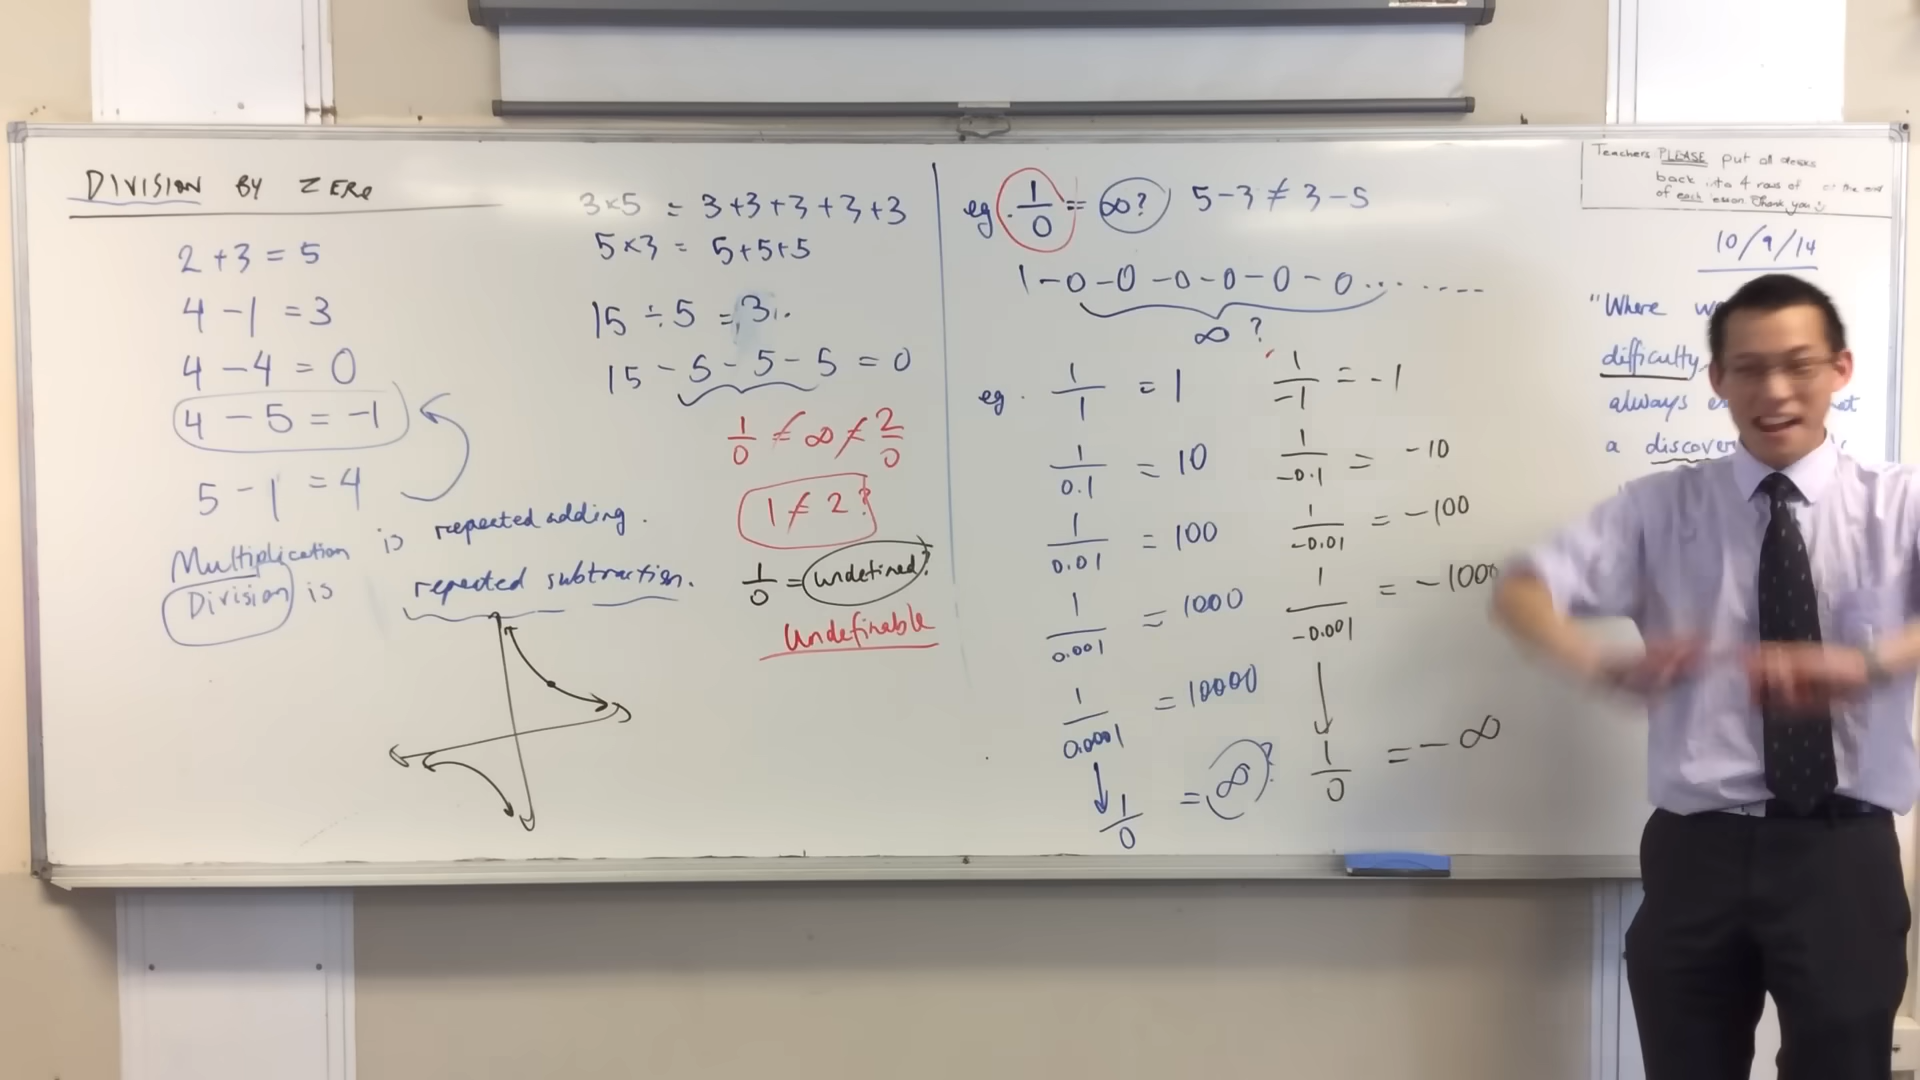 DIVISION BY ZERO
2 + 3 = 5
4 - 1 = 3
4 - 4 = 0
4 - 5 = -1
5 - 1 = 4
Multiplication is repeated adding.
Division is repeated subtraction.
3 × 5 = 3 + 3 + 3 + 3 + 3
5 × 3 = 5 + 5 + 5
15 ÷ 5 = 3.
15 - 5 - 5 - 5 = 0
1/0 ≠ ∞ ≠ 2/0
1 ≠ 2?
1/0 = undefined?
Undefinable
eg. 1/0 = ∞? 5 - 3 ≠ 3 - 5
1 - 0 - 0 - 0 - 0 - 0 - 0 ..........
∞ ?
eg. 1/1 = 1 1/-1 = -1
1/0.1 = 10 1/-0.1 = -10
1/0.01 = 100 1/-0.01 = -100
1/0.001 = 1000 1/-0.001 = -1000
1/0.0001 = 10000
1/0 = ∞? 1/0 = -∞
Teachers PLEASE put all desks
back into 4 rows of at the end
of each lesson. Thank you
10/9/14
"Where
difficulty,
always
a